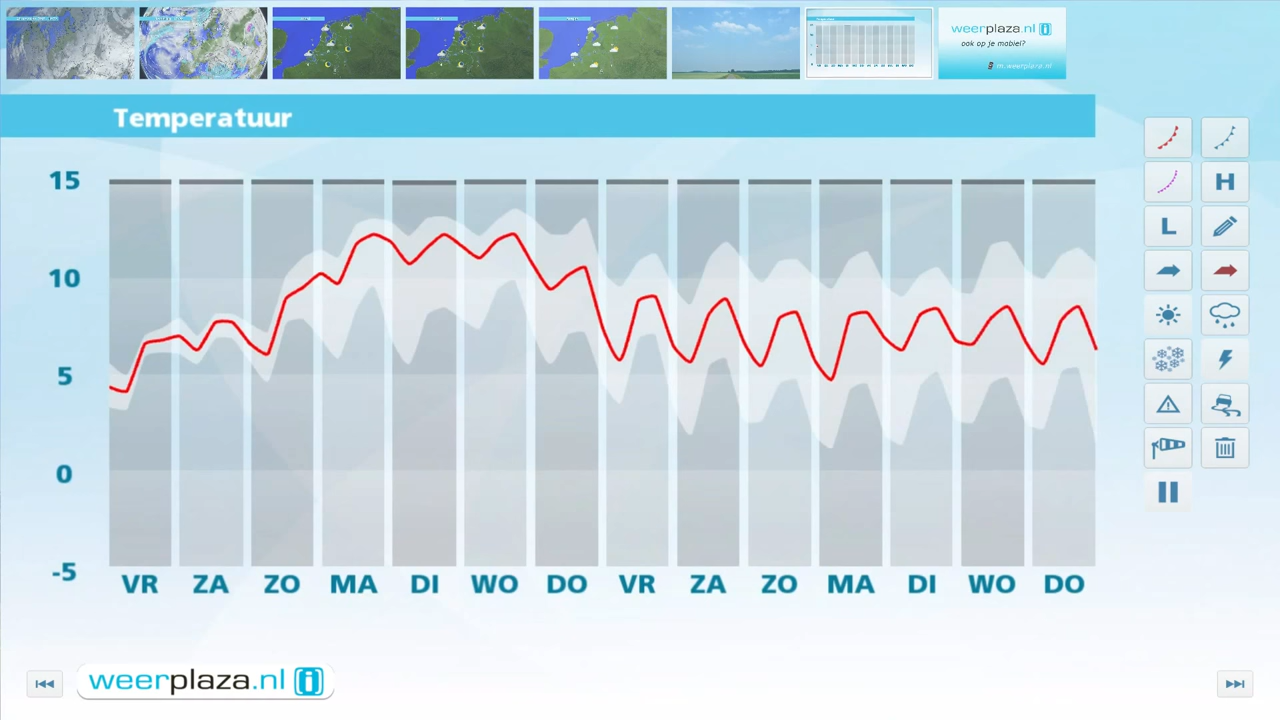 weerplaza.nl i
ook op je mobiel?
m.weerplaza.nl
Temperatuur
15
10
5
0
-5
VR ZA ZO MA DI WO DO VR ZA ZO MA DI WO DO
H
L
weerplaza.nl i